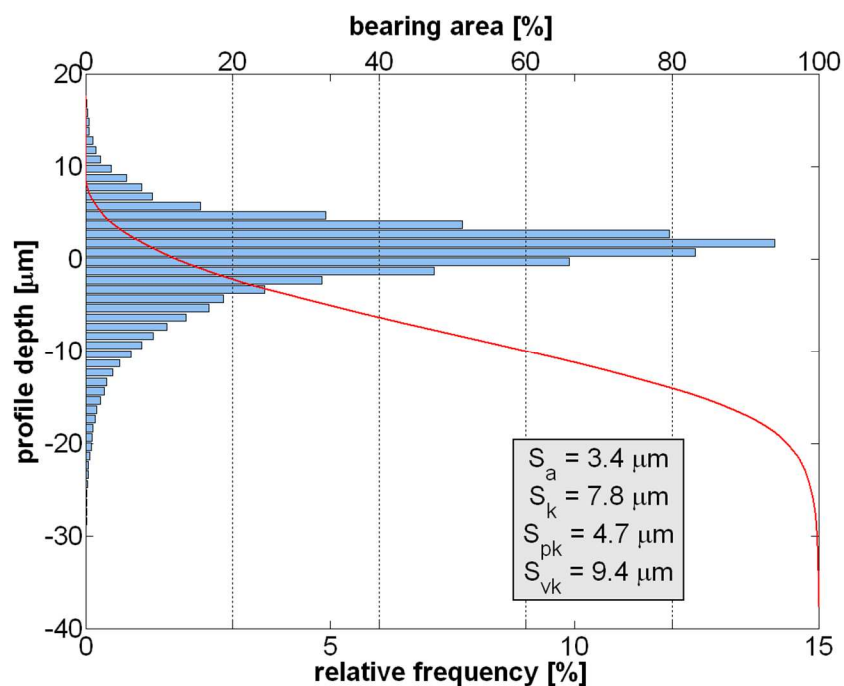 bearing area [%]
0 20 40 60 80 100
20
10
0
-10
-20
-30
-40
profile depth [μm]
S_a = 3.4 μm
S_k = 7.8 μm
S_pk = 4.7 μm
S_vk = 9.4 μm
0 5 10 15
relative frequency [%]